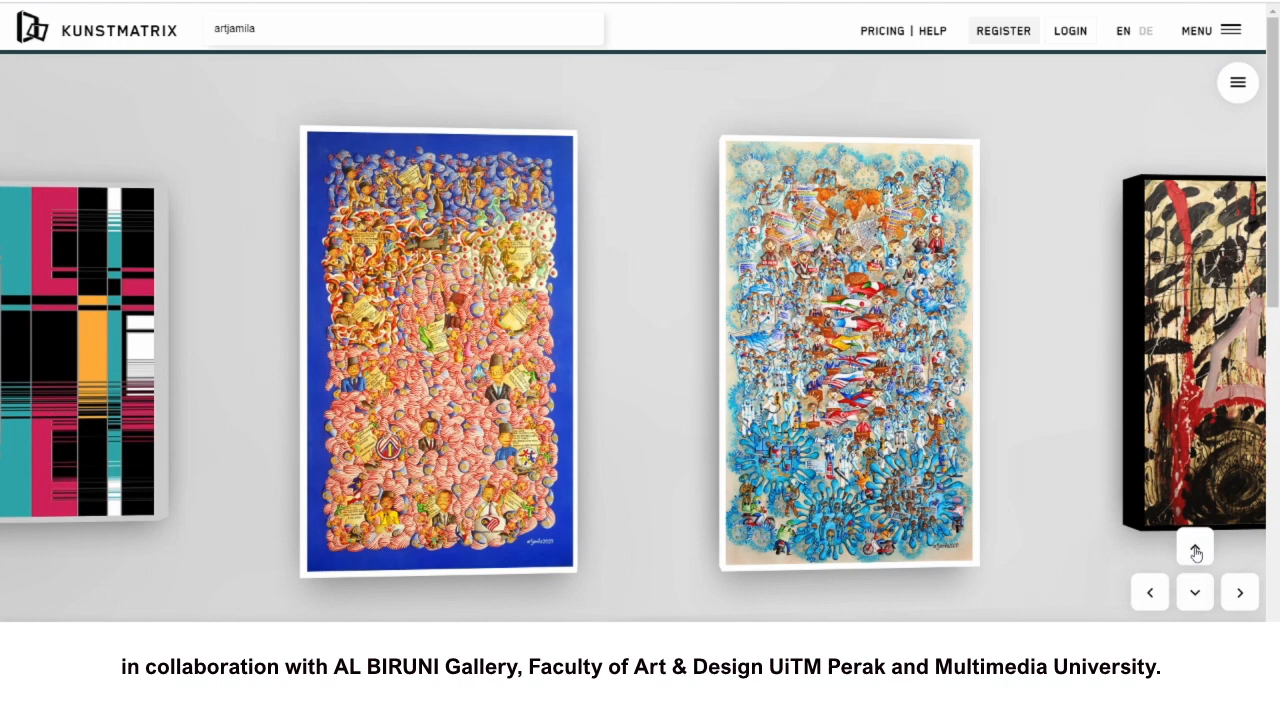 KUNSTMATRIX
artjamila
PRICING | HELP
REGISTER
LOGIN
EN DE
MENU
in collaboration with AL BIRUNI Gallery, Faculty of Art & Design UiTM Perak and Multimedia University.